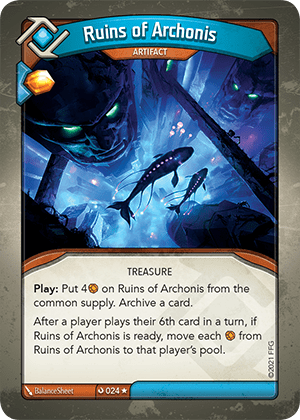 Ruins of Archonis
ARTIFACT
TREASURE
Play: Put 4 on Ruins of Archonis from the
common supply. Archive a card.
After a player plays their 6th card in a turn, if
Ruins of Archonis is ready, move each from
Ruins of Archonis to that player's pool.
BalanceSheet
024
©2021 FFG